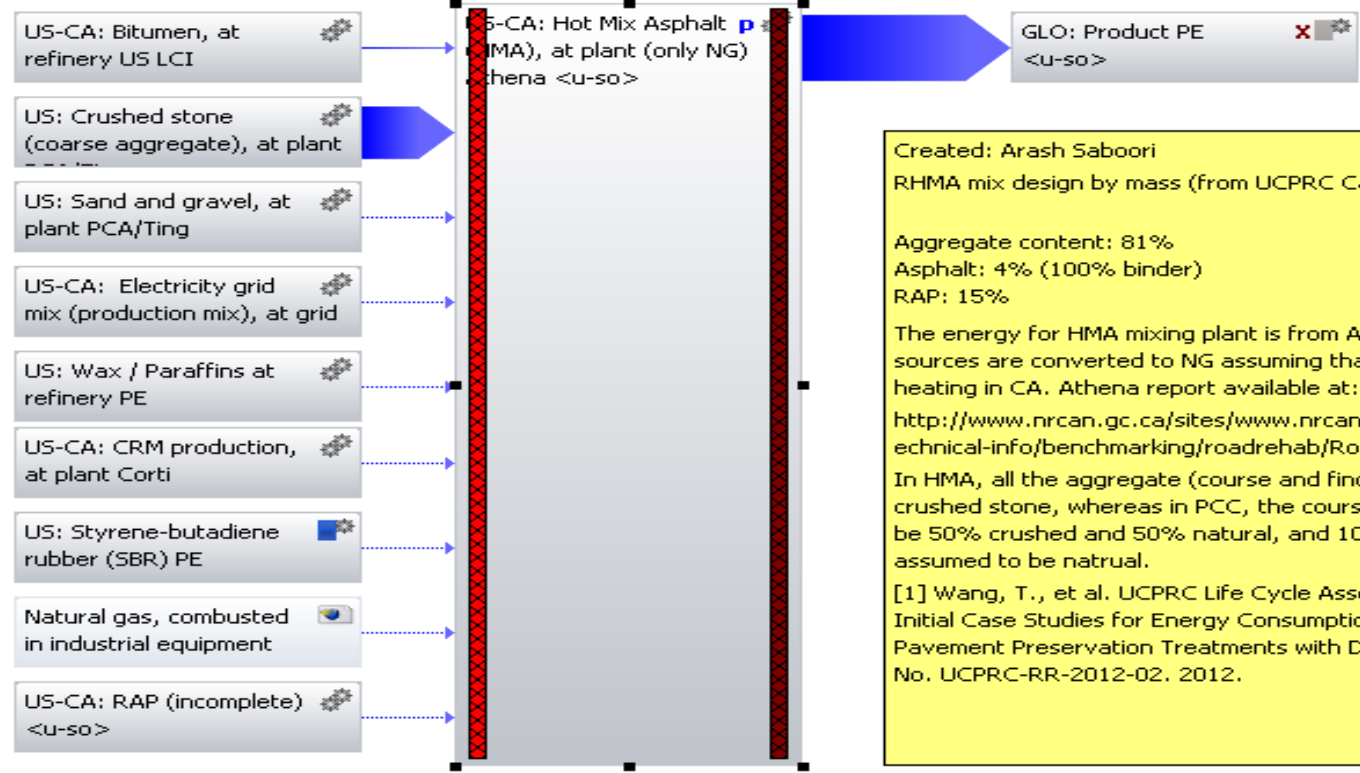 US-CA: Bitumen, at
refinery US LCI
US: Crushed stone
(coarse aggregate), at plant
US: Sand and gravel, at
plant PCA/Ting
US-CA: Electricity grid
mix (production mix), at grid
US: Wax / Paraffins at
refinery PE
US-CA: CRM production,
at plant Corti
US: Styrene-butadiene
rubber (SBR) PE
Natural gas, combusted
in industrial equipment
US-CA: RAP (incomplete)
<u-so>
US-CA: Hot Mix Asphalt p
(HMA), at plant (only NG)
Athena <u-so>
GLO: Product PE X
<u-so>
Created: Arash Saboori
RHMA mix design by mass (from UCPRC C
Aggregate content: 81%
Asphalt: 4% (100% binder)
RAP: 15%
The energy for HMA mixing plant is from A
sources are converted to NG assuming tha
heating in CA. Athena report available at:
http://www.nrcan.gc.ca/sites/www.nrcan
echnical-info/benchmarking/roadrehab/Ro
In HMA, all the aggregate (course and fin
crushed stone, whereas in PCC, the cours
be 50% crushed and 50% natural, and 10
assumed to be natrual.
[1] Wang, T., et al. UCPRC Life Cycle Ass
Initial Case Studies for Energy Consumptio
Pavement Preservation Treatments with D
No. UCPRC-RR-2012-02. 2012.